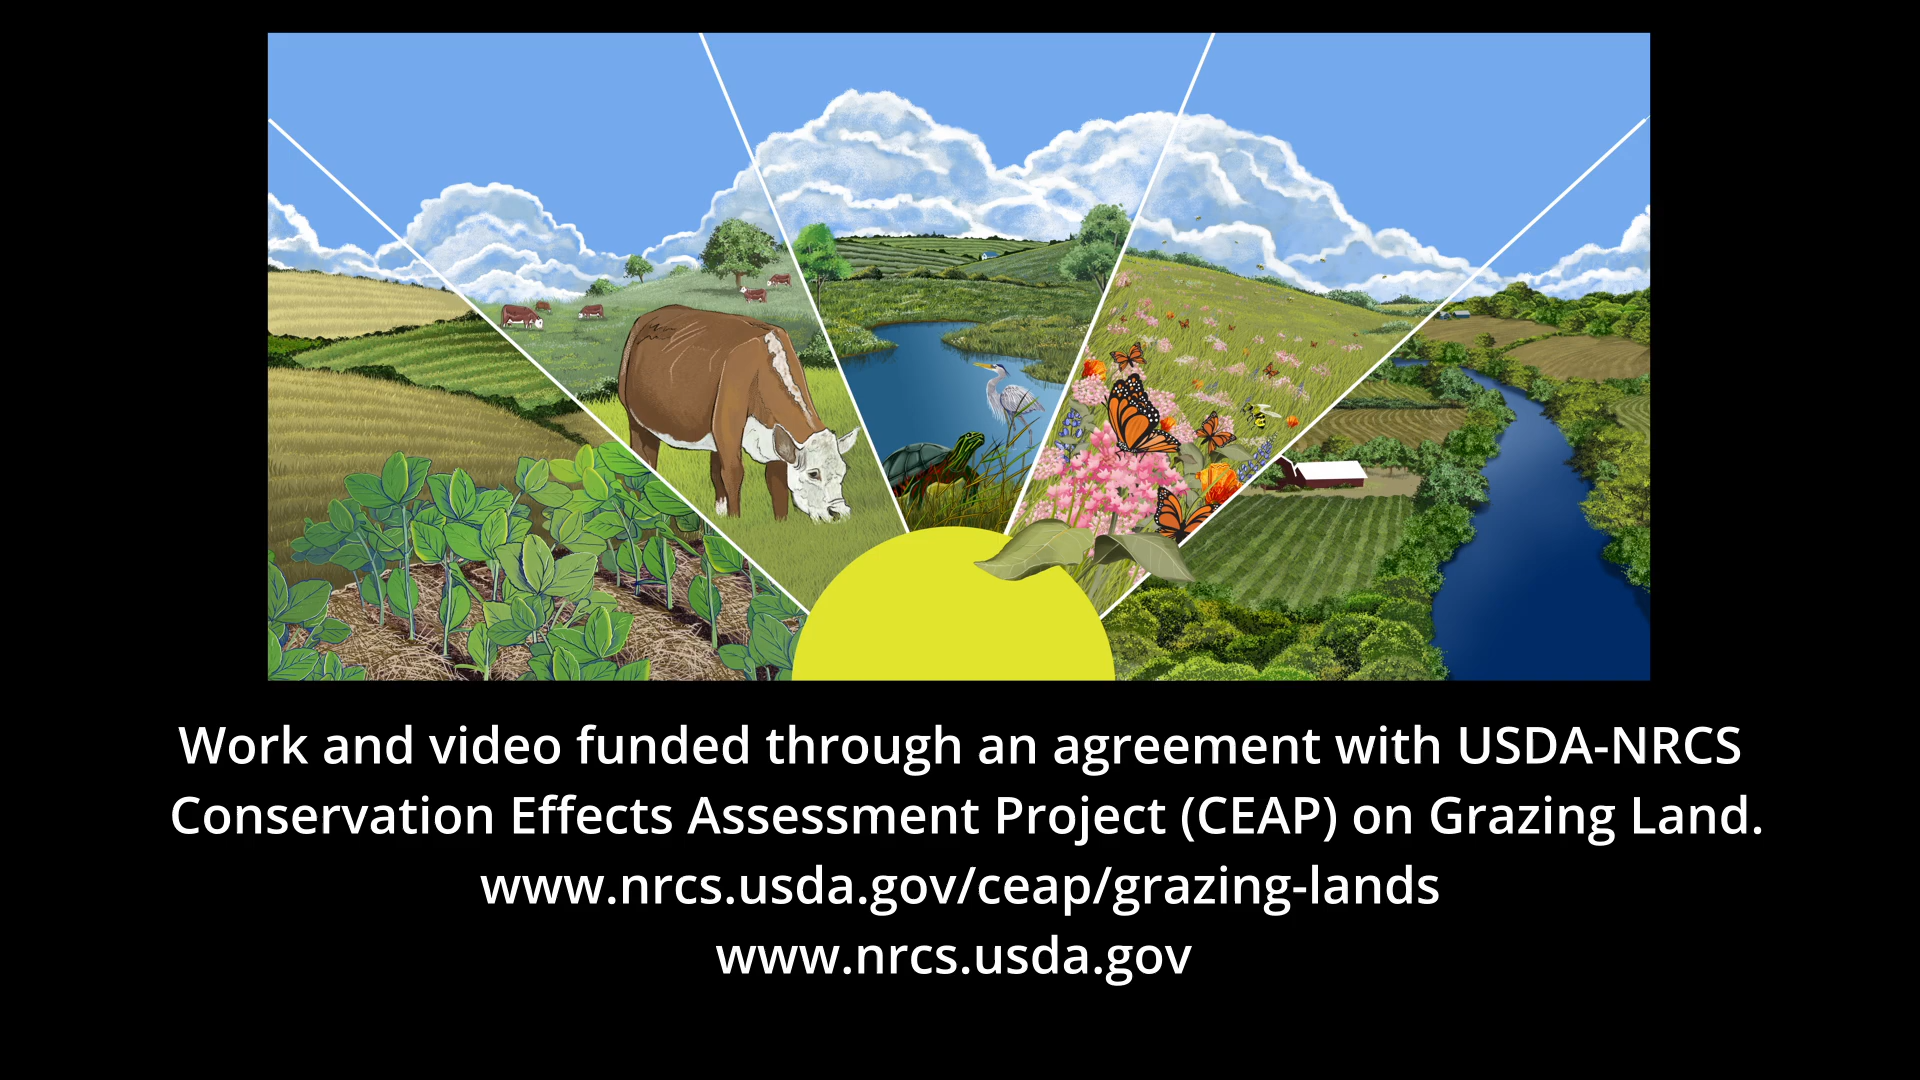 Work and video funded through an agreement with USDA-NRCS
Conservation Effects Assessment Project (CEAP) on Grazing Land.
www.nrcs.usda.gov/ceap/grazing-lands
www.nrcs.usda.gov